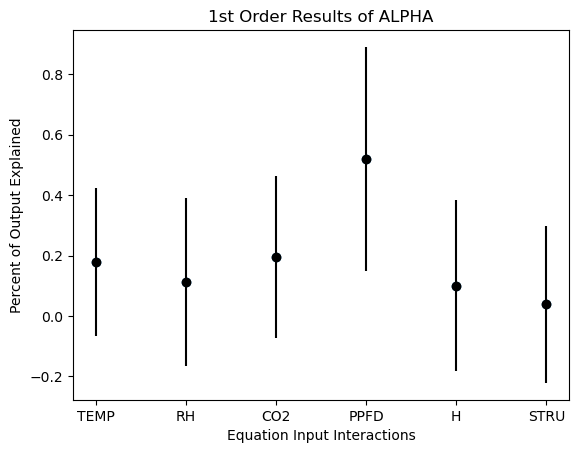 1st Order Results of ALPHA
Percent of Output Explained
0.8
0.6
0.4
0.2
0.0
−0.2
TEMP RH CO2 PPFD H STRU
Equation Input Interactions